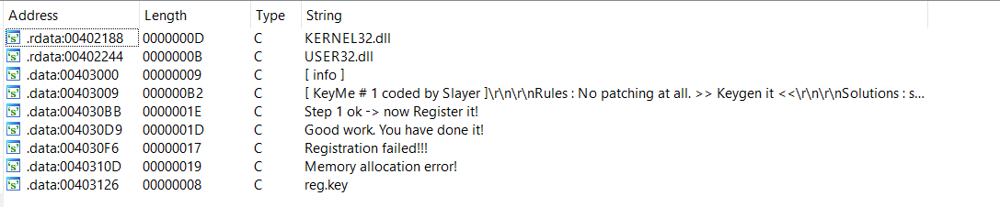 Address Length Type String
.rdata:00402188 0000000D C KERNEL32.dll
.rdata:00402244 0000000B C USER32.dll
.data:00403000 00000009 C [ info ]
.data:00403009 000000B2 C [ KeyMe # 1 coded by Slayer ]\r\n\r\nRules : No patching at all. >> Keygen it <<\r\n\r\nSolutions : s...
.data:004030BB 0000001E C Step 1 ok -> now Register it!
.data:004030D9 0000001D C Good work. You have done it!
.data:004030F6 00000017 C Registration failed!!!
.data:0040310D 00000019 C Memory allocation error!
.data:00403126 00000008 C reg.key